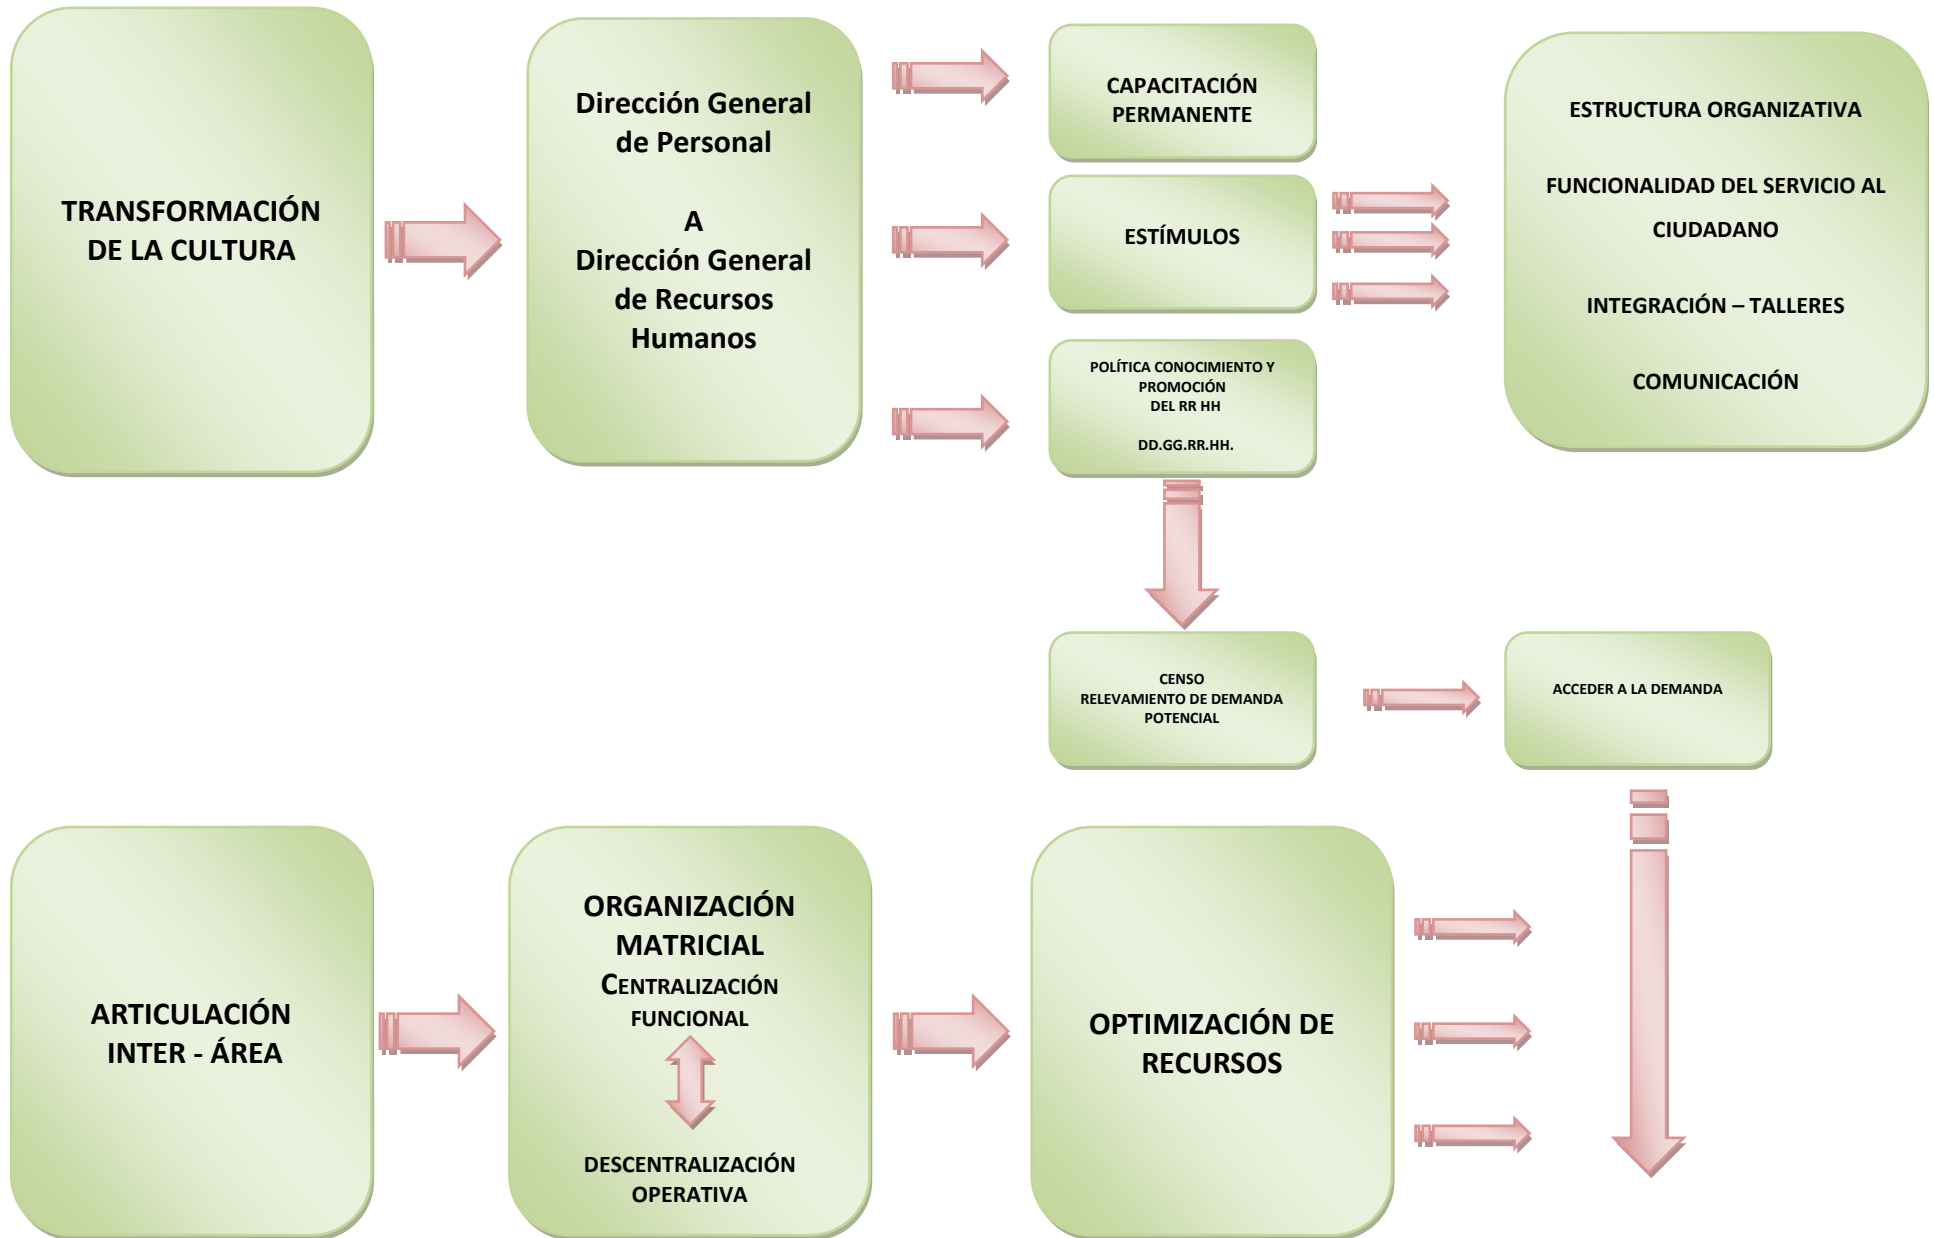 TRANSFORMACIÓN
DE LA CULTURA
Dirección General
de Personal
A
Dirección General
de Recursos
Humanos
CAPACITACIÓN
PERMANENTE
ESTÍMULOS
POLÍTICA CONOCIMIENTO Y
PROMOCIÓN
DEL RR HH
DD.GG.RR.HH.
ESTRUCTURA ORGANIZATIVA
FUNCIONALIDAD DEL SERVICIO AL
CIUDADANO
INTEGRACIÓN – TALLERES
COMUNICACIÓN
CENSO
RELEVAMIENTO DE DEMANDA
POTENCIAL
ACCEDER A LA DEMANDA
ARTICULACIÓN
INTER - ÁREA
ORGANIZACIÓN
MATRICIAL
CENTRALIZACIÓN
FUNCIONAL
DESCENTRALIZACIÓN
OPERATIVA
OPTIMIZACIÓN DE
RECURSOS